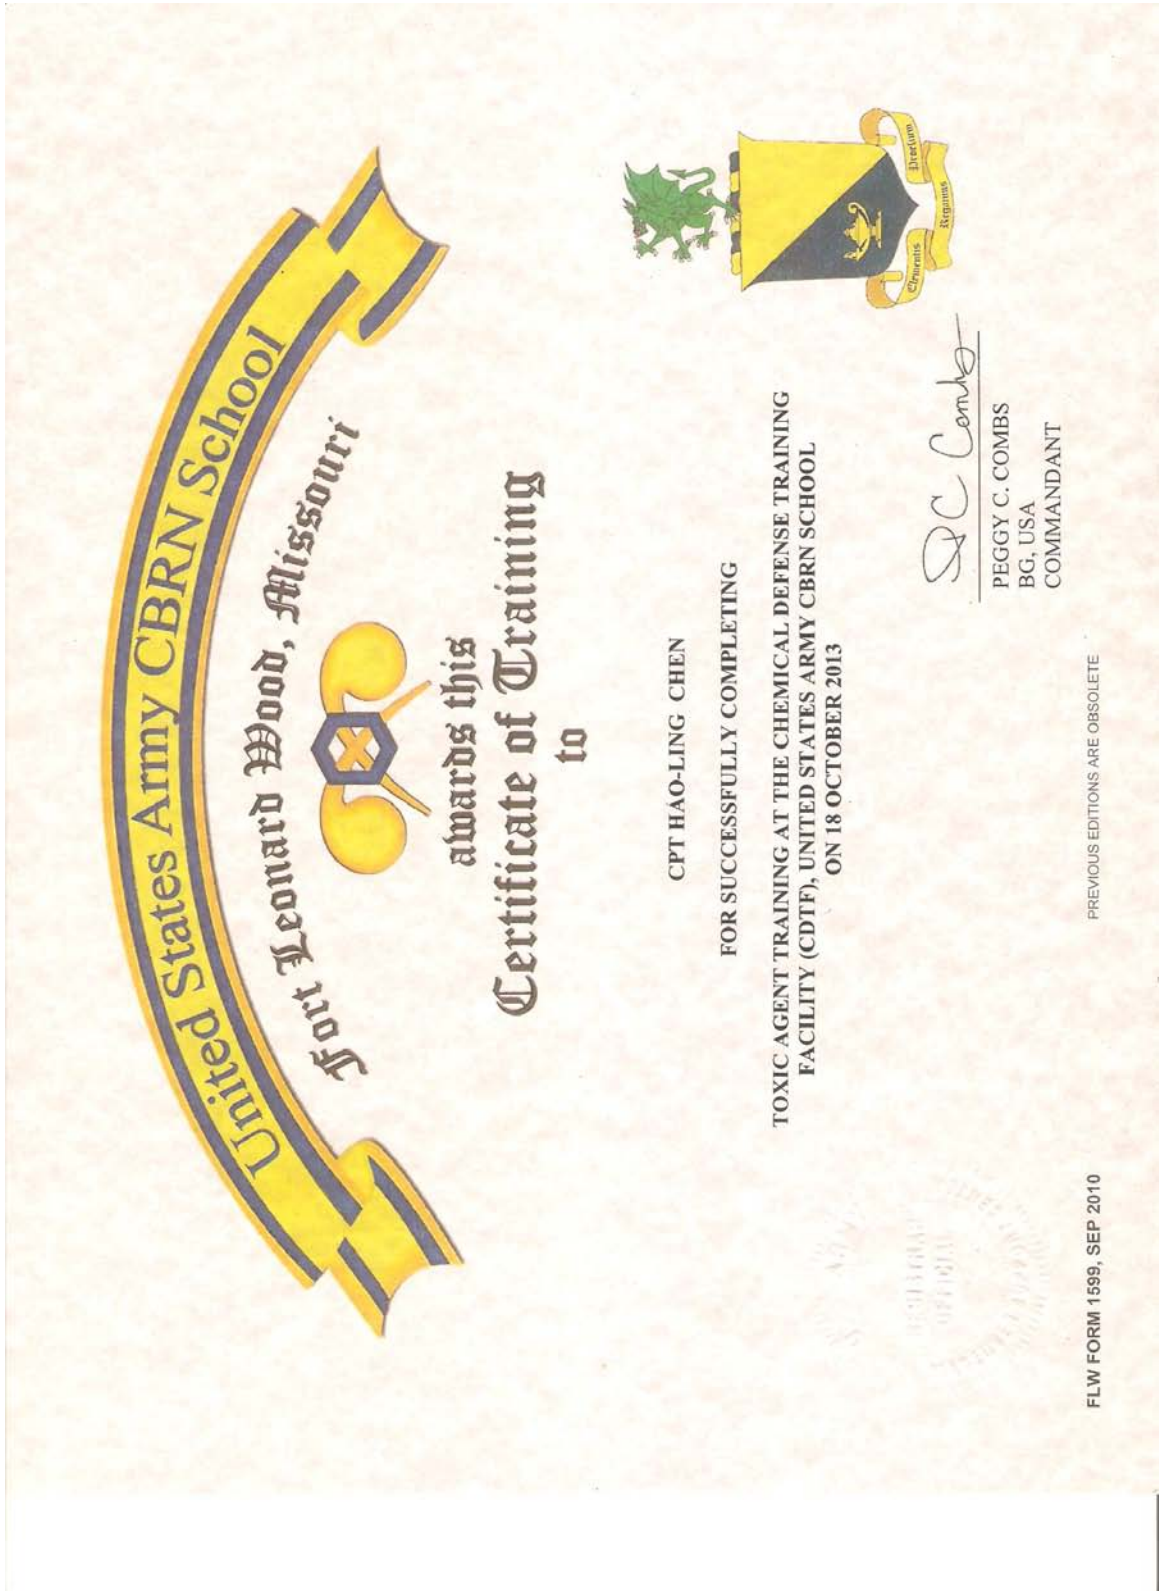 United States Army CBRN School
Fort Leonard Wood, Missouri
awards this
Certificate of Training
to
CPT HAO-LING CHEN
FOR SUCCESSFULLY COMPLETING
TOXIC AGENT TRAINING AT THE CHEMICAL DEFENSE TRAINING
FACILITY (CDTF), UNITED STATES ARMY CBRN SCHOOL
ON 18 OCTOBER 2013
Elementis Regamus Proelium
PC Combs
PEGGY C. COMBS
BG, USA
COMMANDANT
FLW FORM 1599, SEP 2010
PREVIOUS EDITIONS ARE OBSOLETE